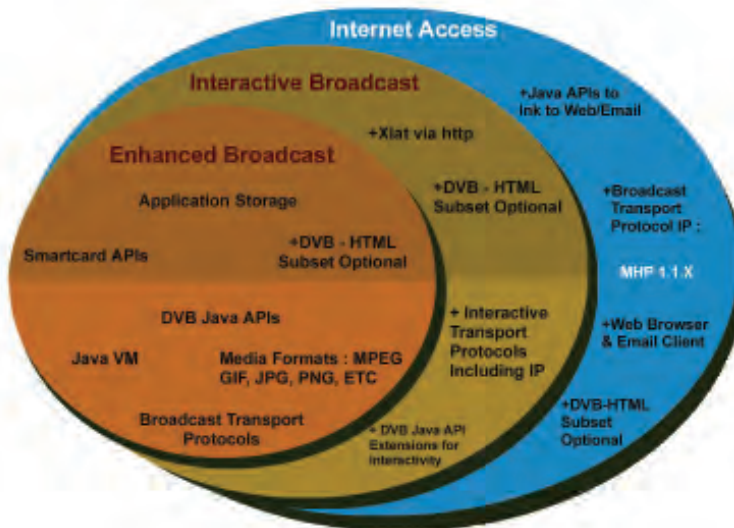 Internet Access
Interactive Broadcast
+Java APIs to
ink to Web/Email
+Xlat via http
Enhanced Broadcast
Application Storage
+DVB - HTML
Subset Optional
+Broadcast
Transport
Protocol IP :
Smartcard APIs
+DVB - HTML
Subset Optional
MHP 1.1.X
DVB Java APIs
+ Interactive
Transport
Protocols
Including IP
+Web Browser
& Email Client
Java VM
Media Formats : MPEG
GIF, JPG, PNG, ETC
+DVB-HTML
Subset
Optional
Broadcast Transport
Protocols
+ DVB Java API
Extensions for
Interactivity